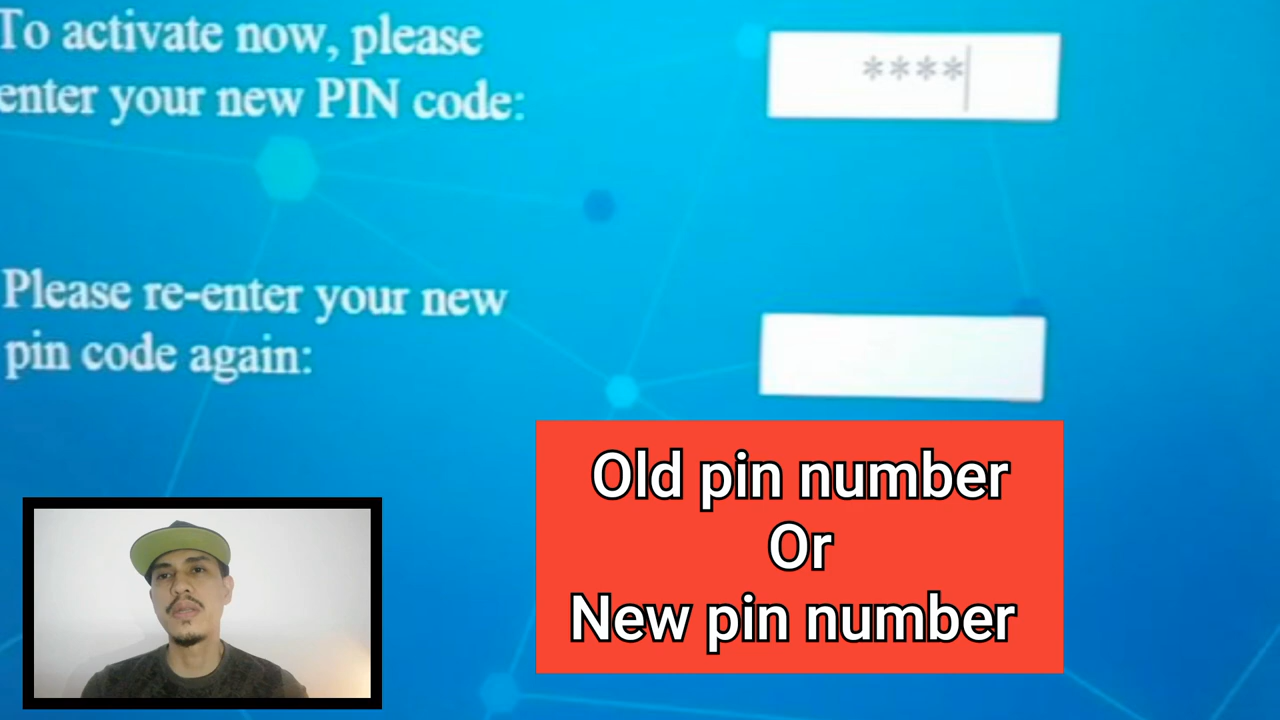 To activate now, please
enter your new PIN code:
****
Please re-enter your new
pin code again:
Old pin number
Or
New pin number